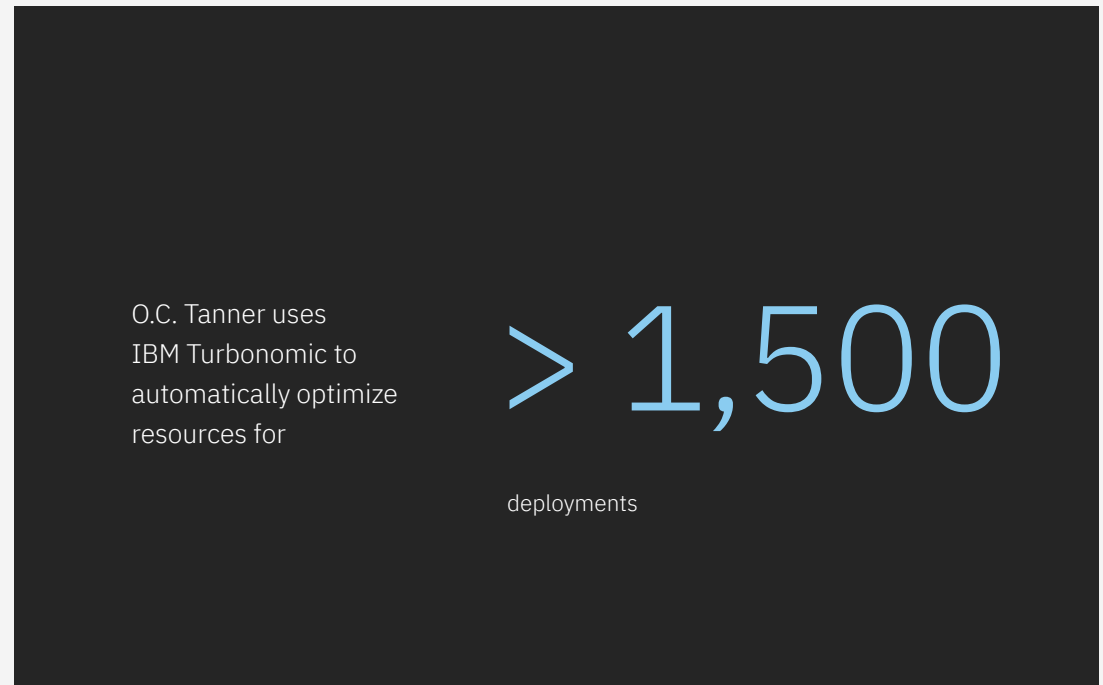 O.C. Tanner uses
IBM Turbonomic to
automatically optimize
resources for
> 1,500
deployments